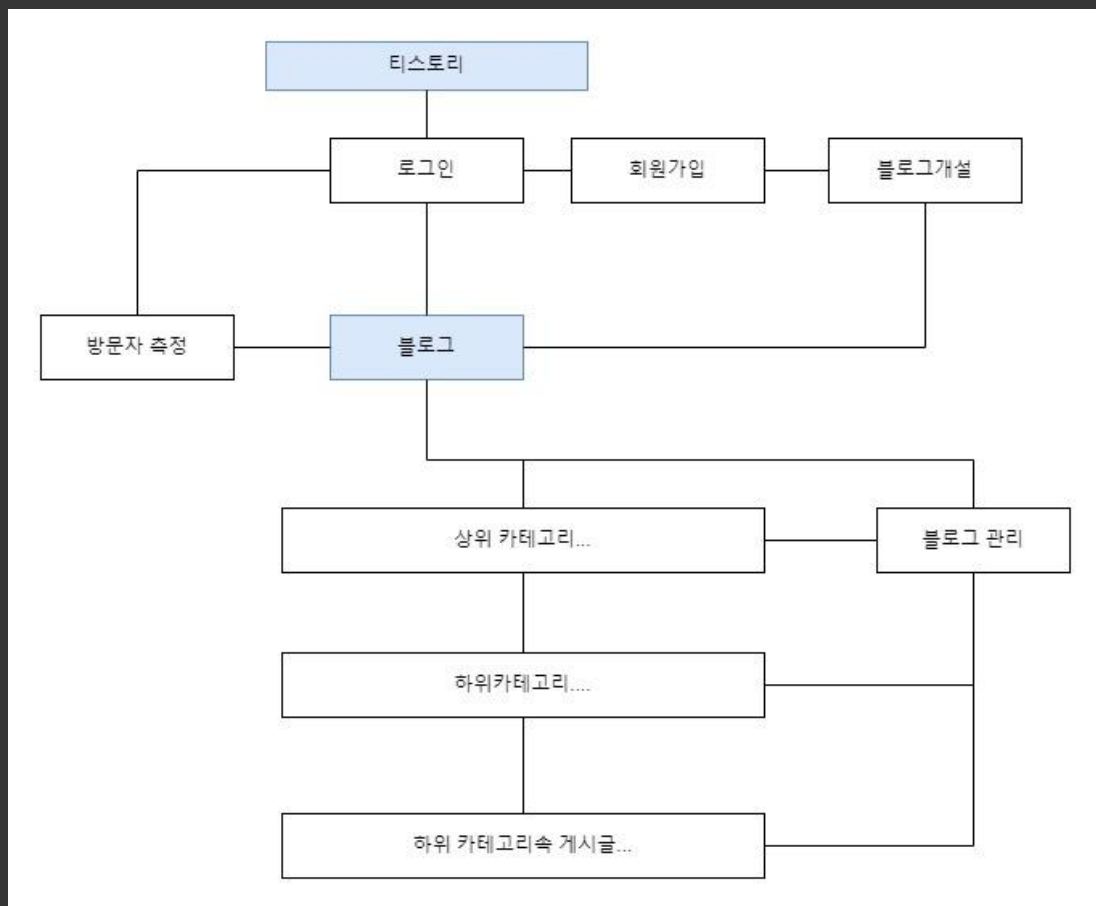 티스토리
로그인
회원가입
블로그개설
방문자 측정
블로그
상위 카테고리...
블로그 관리
하위카테고리....
하위 카테고리속 게시글...